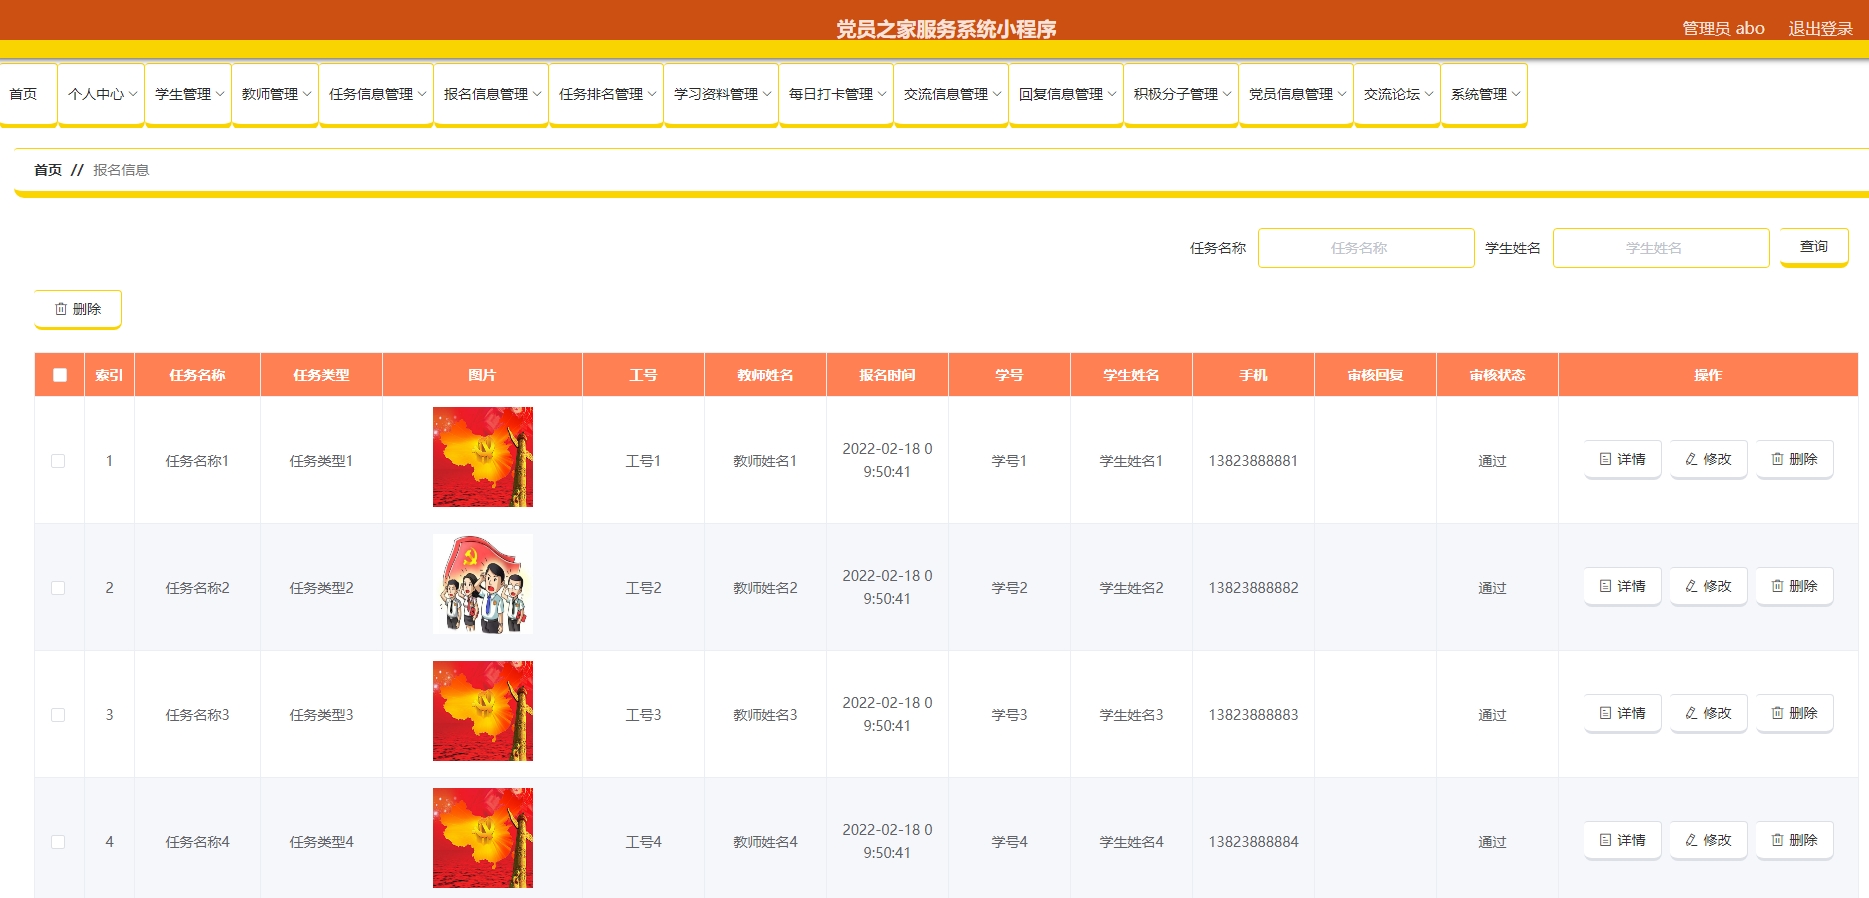 党员之家服务系统小程序
管理员 abo 退出登录
首页 个人中心 学生管理 教师管理 任务信息管理 报名信息管理 任务排名管理 学习资料管理 每日打卡管理 交流信息管理 回复信息管理 积极分子管理 党员信息管理 交流论坛 系统管理
首页 // 报名信息
任务名称 任务名称 学生姓名 学生姓名 查询
删除
索引 任务名称 任务类型 图片 工号 教师姓名 报名时间 学号 学生姓名 手机 审核回复 审核状态 操作
1 任务名称1 任务类型1 工号1 教师姓名1 2022-02-18 0
9:50:41 学号1 学生姓名1 13823888881 通过 详情 修改 删除
2 任务名称2 任务类型2 工号2 教师姓名2 2022-02-18 0
9:50:41 学号2 学生姓名2 13823888882 通过 详情 修改 删除
3 任务名称3 任务类型3 工号3 教师姓名3 2022-02-18 0
9:50:41 学号3 学生姓名3 13823888883 通过 详情 修改 删除
4 任务名称4 任务类型4 工号4 教师姓名4 2022-02-18 0
9:50:41 学号4 学生姓名4 13823888884 通过 详情 修改 删除